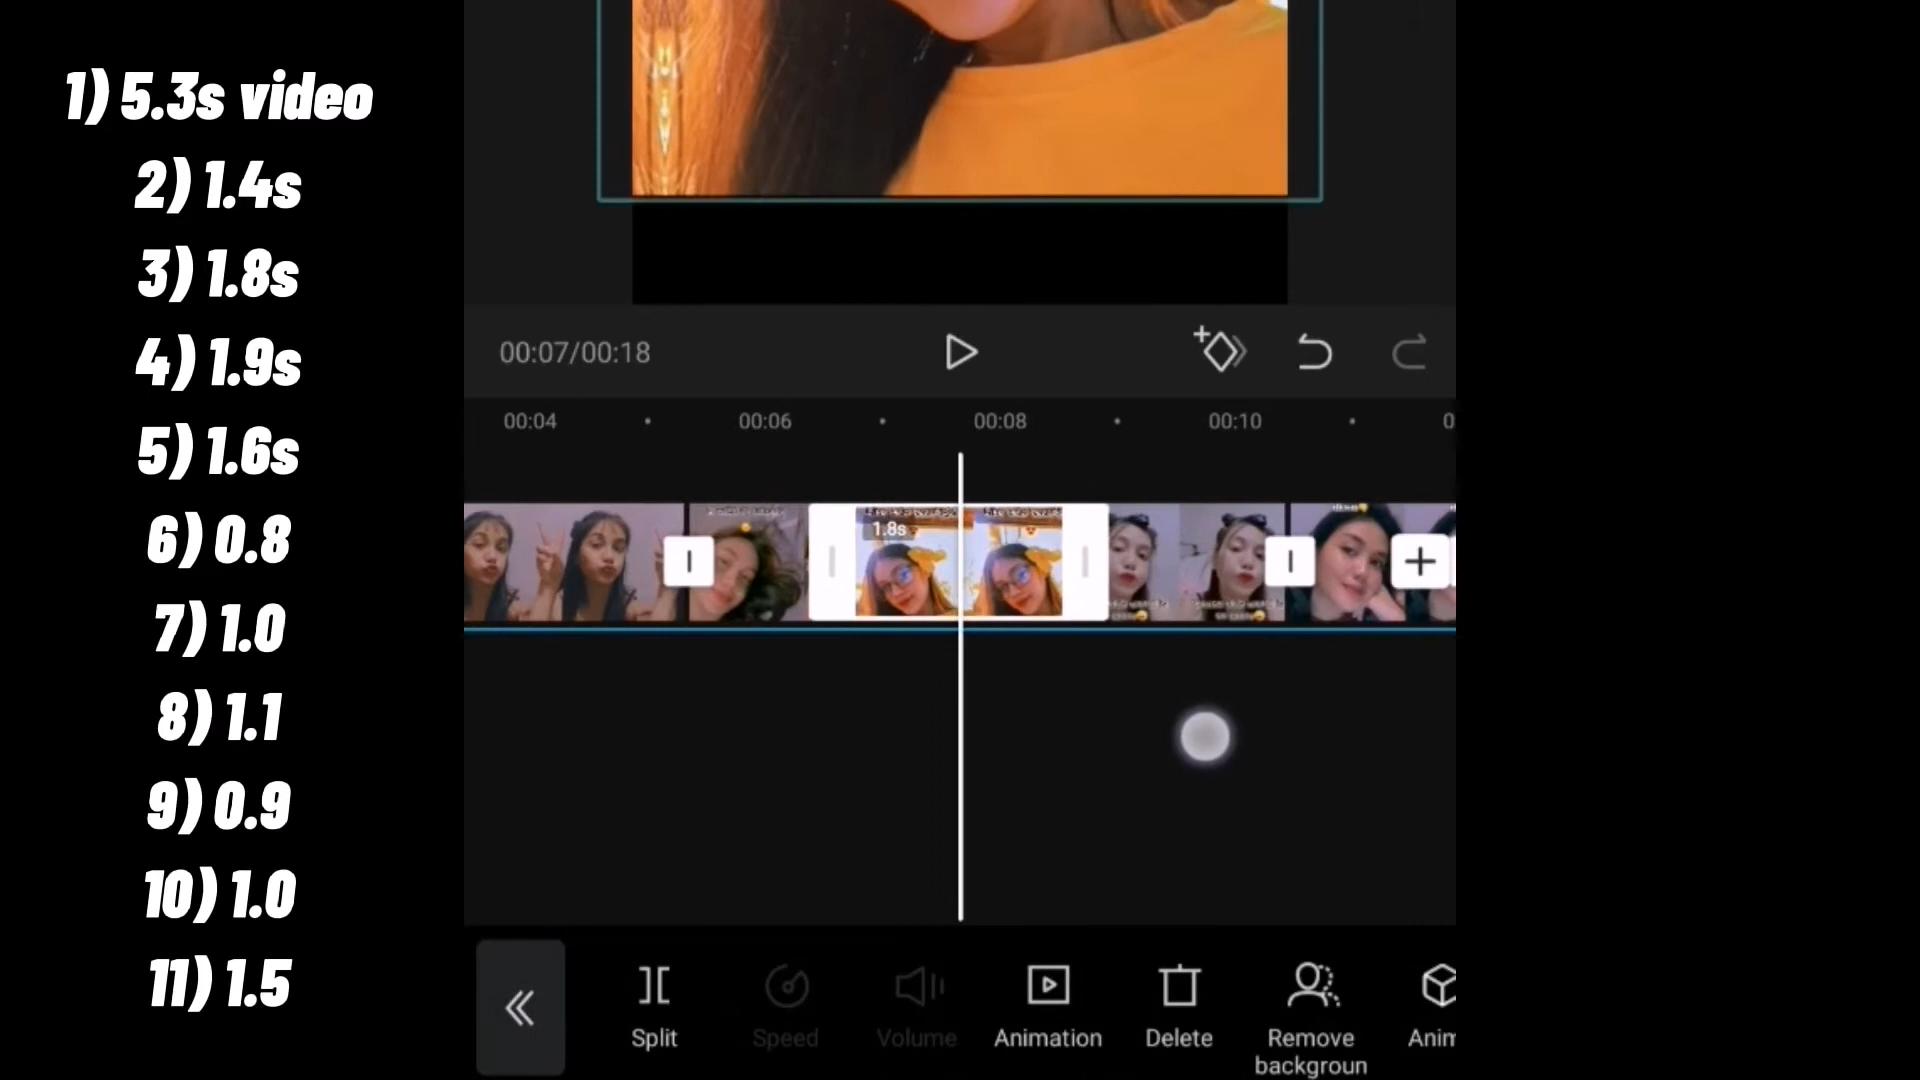 1) 5.3s video
2) 1.4s
3) 1.8s
4) 1.9s
5) 1.6s
6) 0.8
7) 1.0
8) 1.1
9) 0.9
10) 1.0
11) 1.5
00:07/00:18
00:04 00:06 00:08 00:10 0
1.8s
Split Speed Volume Animation Delete Remove Anim
backgroun